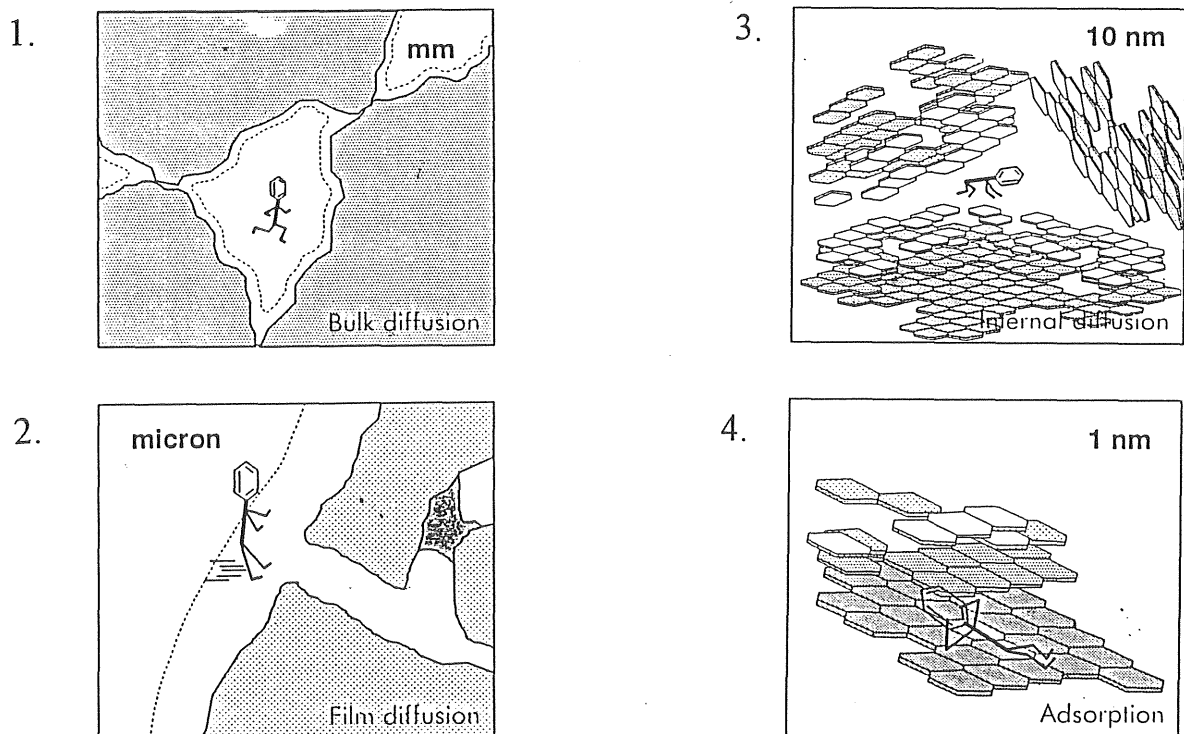 1.
mm
Bulk diffusion
2.
micron
Film diffusion
3.
10 nm
Internal diffusion
4.
1 nm
Adsorption